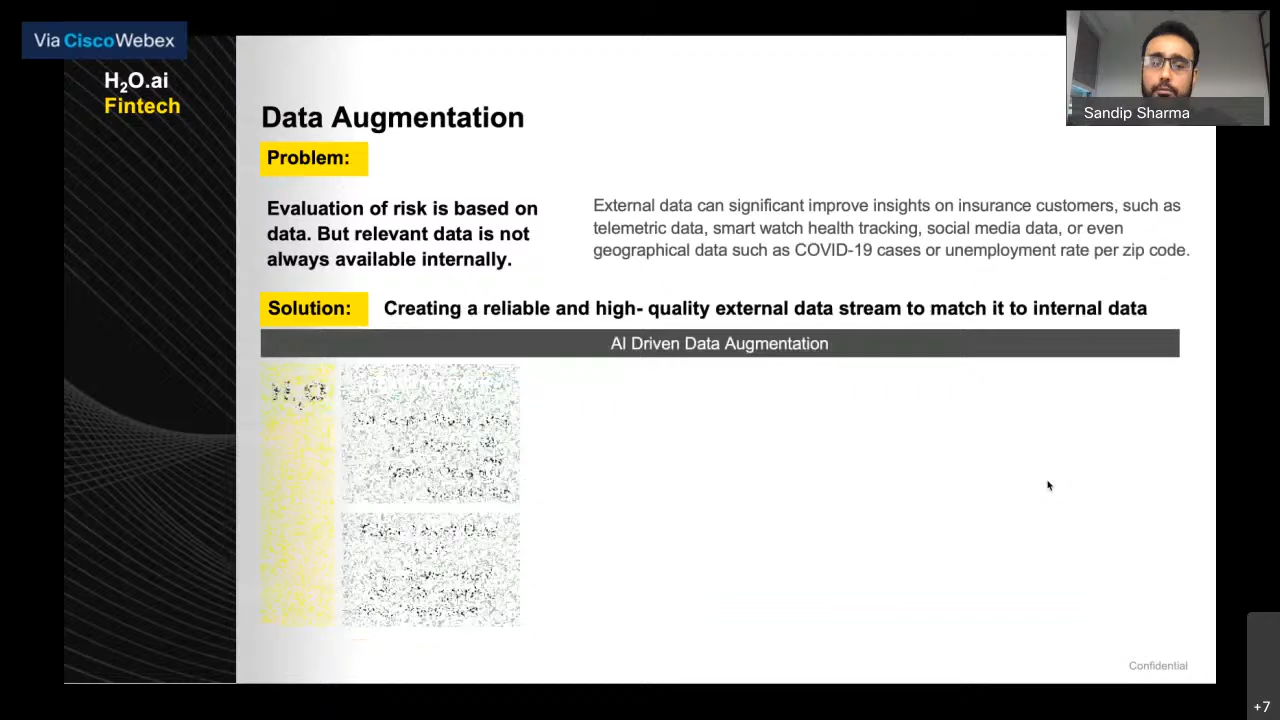 Via Cisco Webex
H2O.ai
Fintech
Sandip Sharma
Data Augmentation
Problem:
Evaluation of risk is based on
data. But relevant data is not
always available internally.
External data can significant improve insights on insurance customers, such as
telemetric data, smart watch health tracking, social media data, or even
geographical data such as COVID-19 cases or unemployment rate per zip code.
Solution: Creating a reliable and high- quality external data stream to match it to internal data
AI Driven Data Augmentation
Confidential
+7